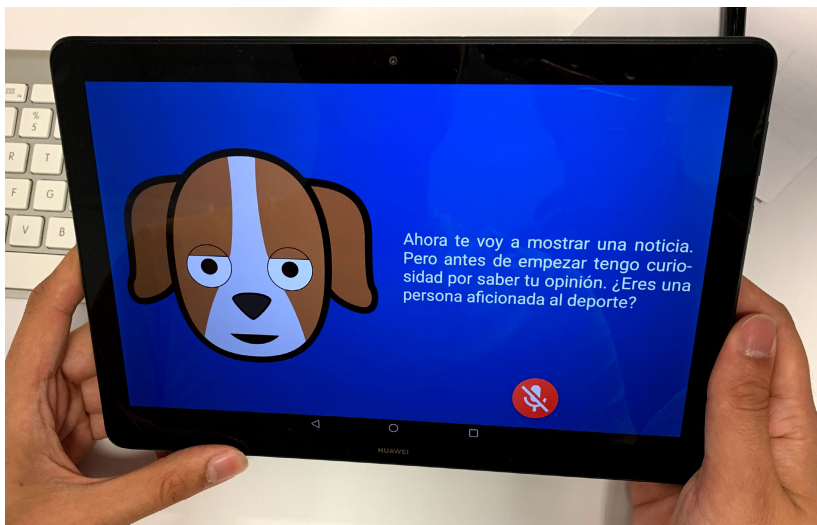 %
5
R
T
F
G
V
B
Ahora te voy a mostrar una noticia.
Pero antes de empezar tengo curio-
sidad por saber tu opinión. ¿Eres una
persona aficionada al deporte?
HUAWEI